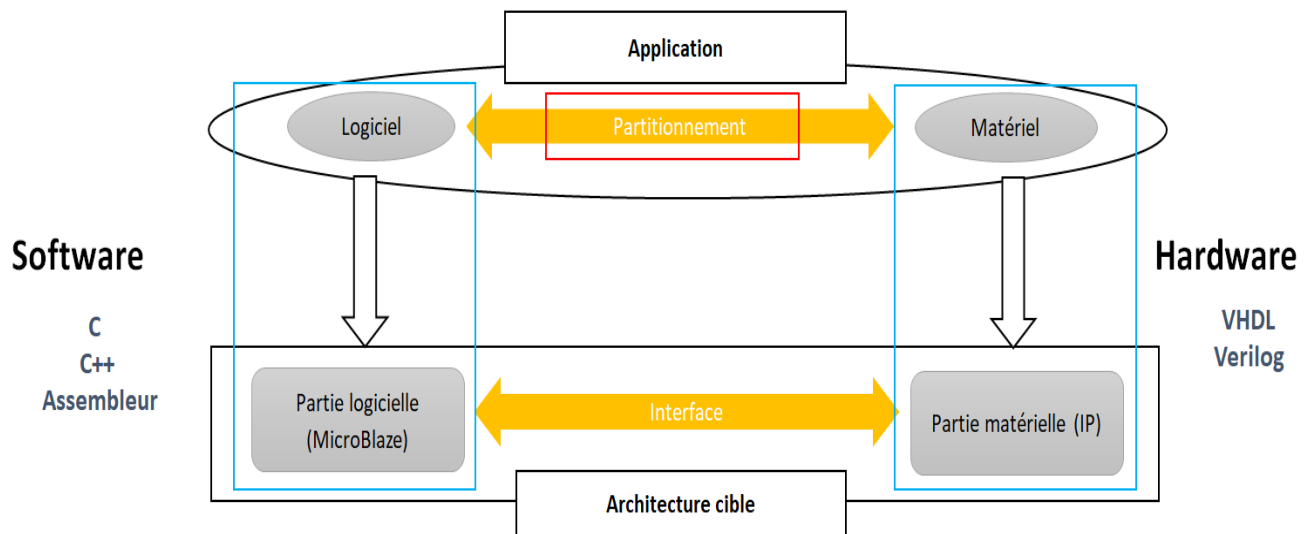 Application
Logiciel
Partitionnement
Matériel
Software
C
C++
Assembleur
Hardware
VHDL
Verilog
Partie logicielle
(MicroBlaze)
Interface
Partie matérielle (IP)
Architecture cible